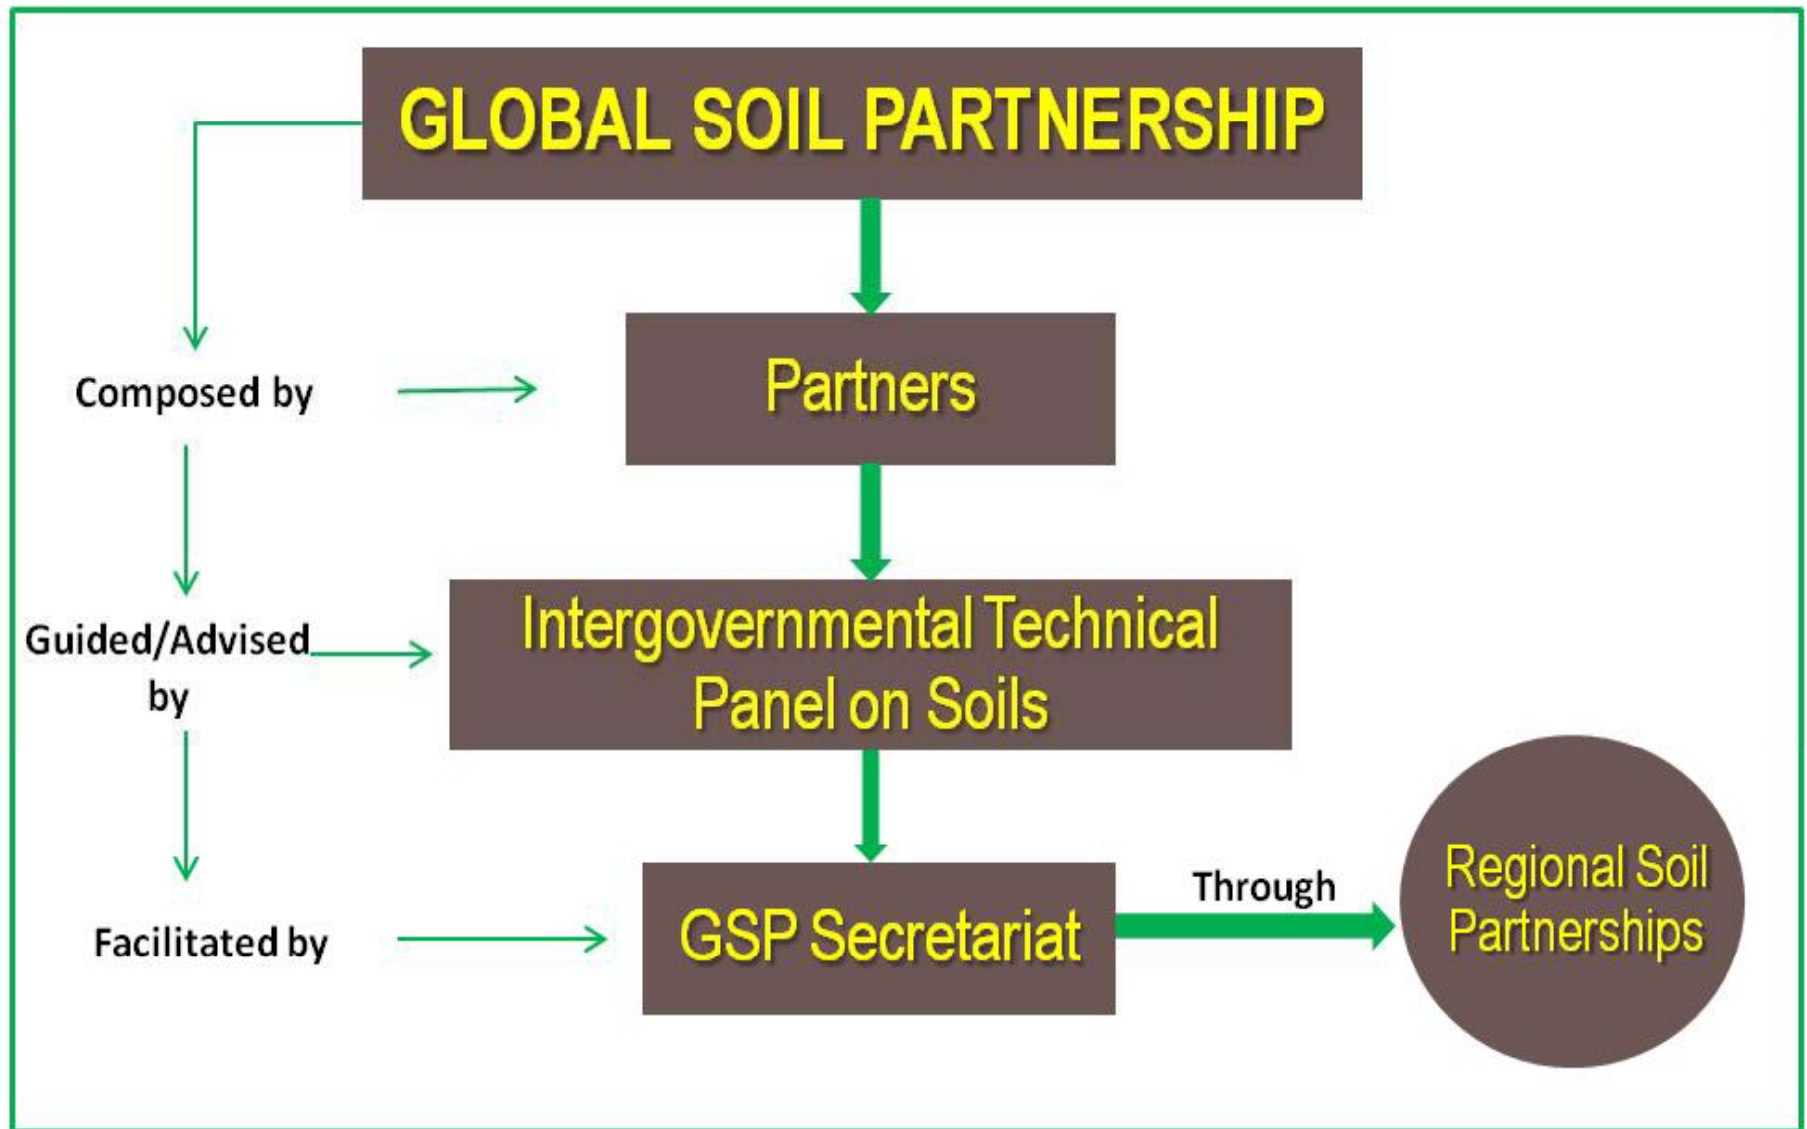 GLOBAL SOIL PARTNERSHIP
Composed by
Partners
Guided/Advised
by
Intergovernmental Technical
Panel on Soils
Facilitated by
GSP Secretariat
Through
Regional Soil
Partnerships